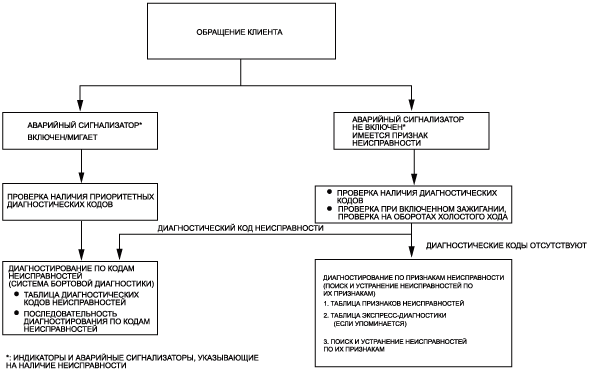 ОБРАЩЕНИЕ КЛИЕНТА
АВАРИЙНЫЙ СИГНАЛИЗАТОР*
ВКЛЮЧЕН/МИГАЕТ
АВАРИЙНЫЙ СИГНАЛИЗАТОР
НЕ ВКЛЮЧЕН*
ИМЕЕТСЯ ПРИЗНАК
НЕИСПРАВНОСТИ
ПРОВЕРКА НАЛИЧИЯ ПРИОРИТЕТНЫХ
ДИАГНОСТИЧЕСКИХ КОДОВ
● ПРОВЕРКА НАЛИЧИЯ ДИАГНОСТИЧЕСКИХ
КОДОВ
● ПРОВЕРКА ПРИ ВКЛЮЧЕННОМ ЗАЖИГАНИИ,
ПРОВЕРКА НА ОБОРОТАХ ХОЛОСТОГО ХОДА
ДИАГНОСТИЧЕСКИЙ КОД НЕИСПРАВНОСТИ
ДИАГНОСТИЧЕСКИЕ КОДЫ ОТСУТСТВУЮТ
ДИАГНОСТИРОВАНИЕ ПО КОДАМ
НЕИСПРАВНОСТЕЙ
(СИСТЕМА БОРТОВОЙ ДИАГНОСТИКИ)
● ТАБЛИЦА ДИАГНОСТИЧЕСКИХ
КОДОВ НЕИСПРАВНОСТЕЙ
● ПОСЛЕДОВАТЕЛЬНОСТЬ
ДИАГНОСТИРОВАНИЯ ПО КОДАМ
НЕИСПРАВНОСТЕЙ
ДИАГНОСТИРОВАНИЕ ПО ПРИЗНАКАМ НЕИСПРАВНОСТИ
(ПОИСК И УСТРАНЕНИЕ НЕИСПРАВНОСТЕЙ ПО
ИХ ПРИЗНАКАМ)
1. ТАБЛИЦА ПРИЗНАКОВ НЕИСПРАВНОСТЕЙ
2. ТАБЛИЦА ЭКСПРЕСС-ДИАГНОСТИКИ
(ЕСЛИ УПОМИНАЕТСЯ)
3. ПОИСК И УСТРАНЕНИЕ НЕИСПРАВНОСТЕЙ
ПО ИХ ПРИЗНАКАМ
*: ИНДИКАТОРЫ И АВАРИЙНЫЕ СИГНАЛИЗАТОРЫ, УКАЗЫВАЮЩИЕ
НА НАЛИЧИЕ НЕИСПРАВНОСТИ